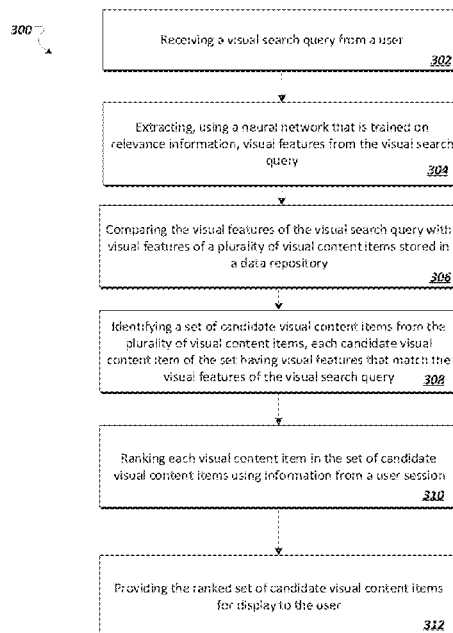 300
Receiving a visual search query from a user
302
Extracting, using a neural network that is trained on
relevance information, visual features from the visual search
query
304
Comparing the visual features of the visual search query with
visual features of a plurality of visual content items stored in
a data repository
306
Identifying a set of candidate visual content items from the
plurality of visual content items, each candidate visual
content item of the set having visual features that match the
visual features of the visual search query
308
Ranking each visual content item in the set of candidate
visual content items using information from a user session
310
Providing the ranked set of candidate visual content items
for display to the user
312